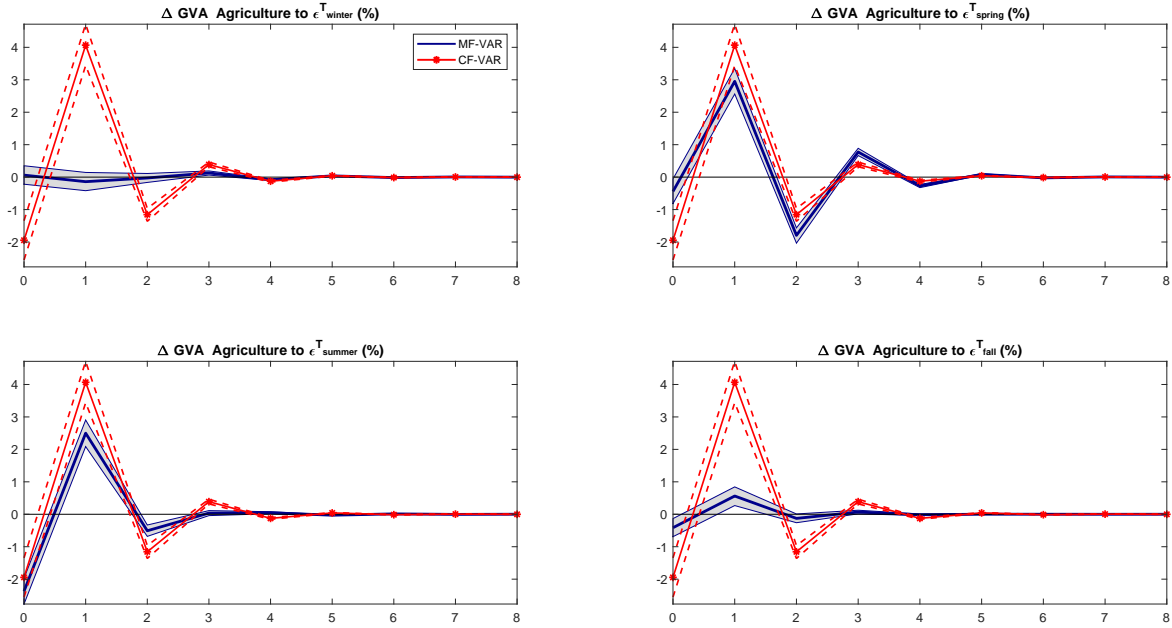 Δ GVA Agriculture to ϵ^T_winter (%)
4
3
2
1
0
-1
-2
0 1 2 3 4 5 6 7 8
MF-VAR
CF-VAR
Δ GVA Agriculture to ϵ^T_spring (%)
4
3
2
1
0
-1
-2
0 1 2 3 4 5 6 7 8
Δ GVA Agriculture to ϵ^T_summer (%)
4
3
2
1
0
-1
-2
0 1 2 3 4 5 6 7 8
Δ GVA Agriculture to ϵ^T_fall (%)
4
3
2
1
0
-1
-2
0 1 2 3 4 5 6 7 8